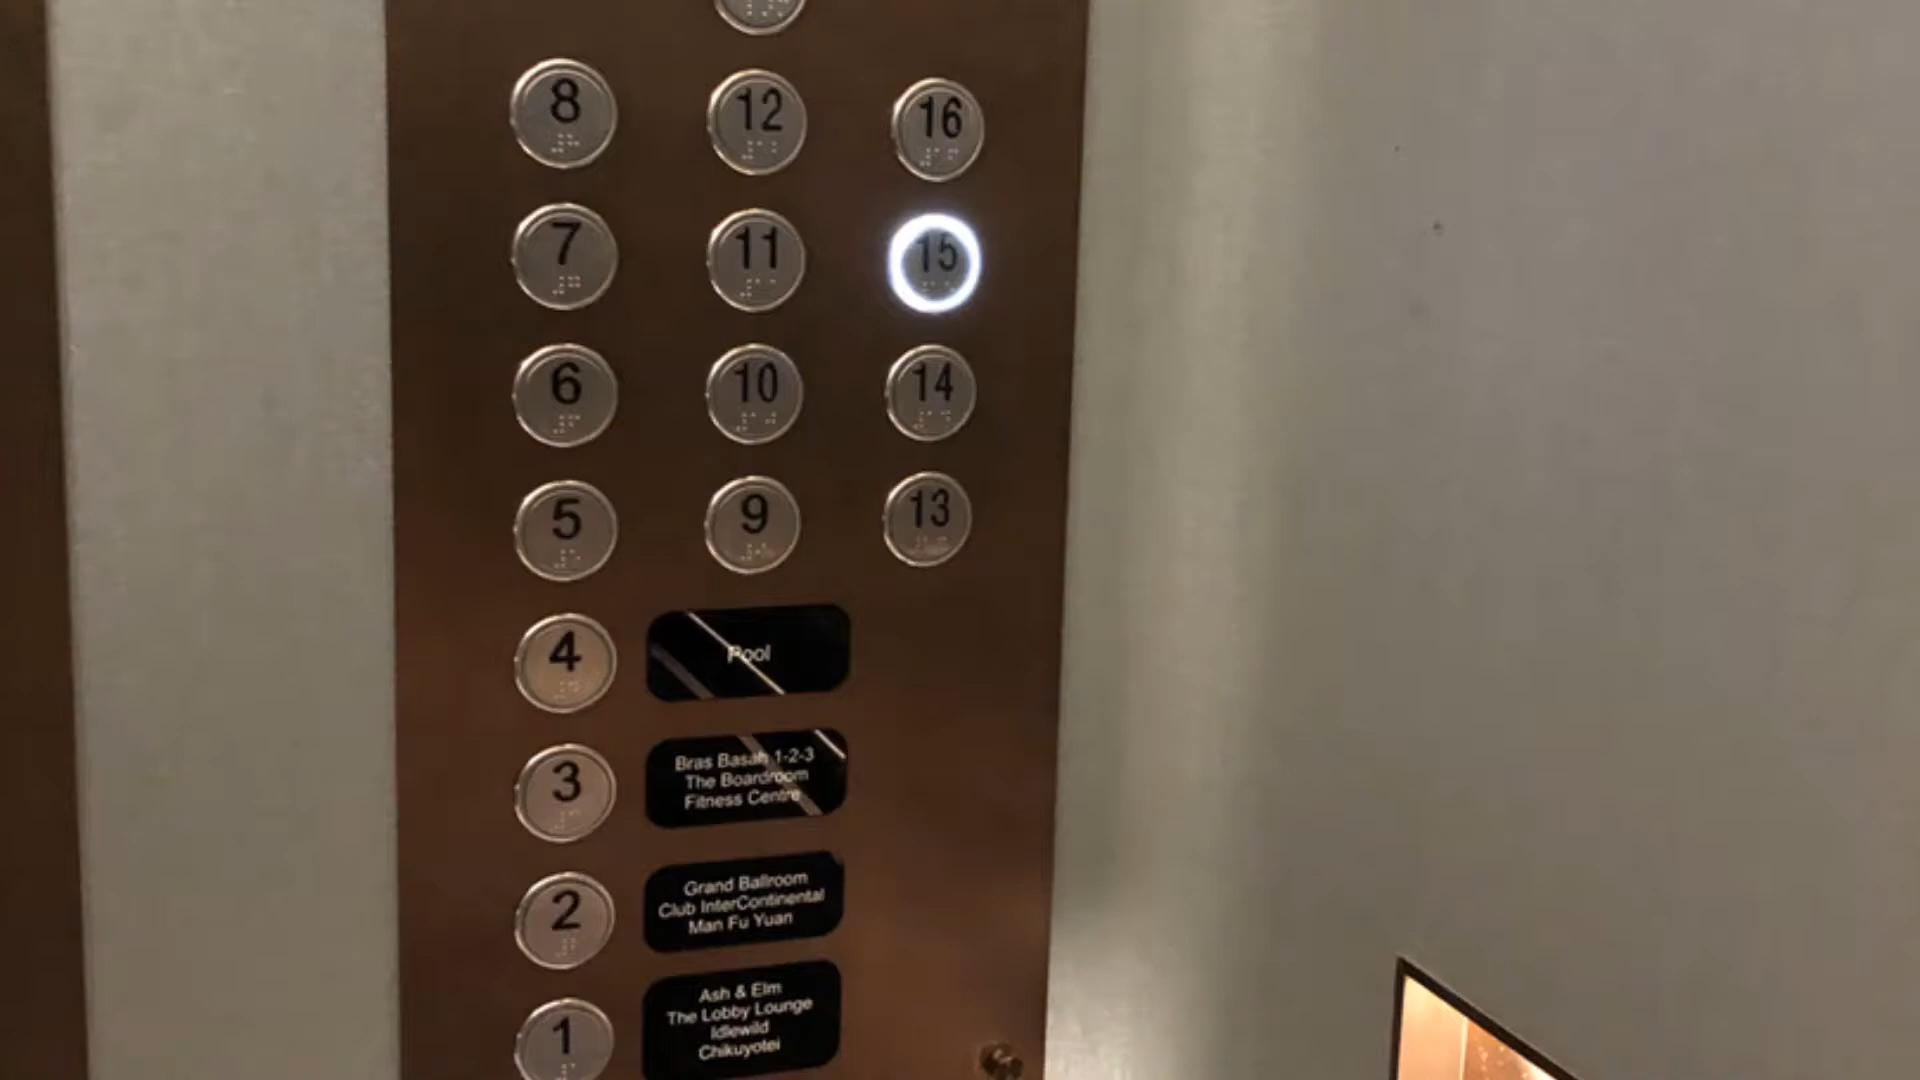 8 12 16
7 11 15
6 10 14
5 9 13
4 Pool
3 Bras Basah 1-2-3
The Boardroom
Fitness Centre
2 Grand Ballroom
Club InterContinental
Man Fu Yuan
1 Ash & Elm
The Lobby Lounge
Idlewild
Chikuyotei